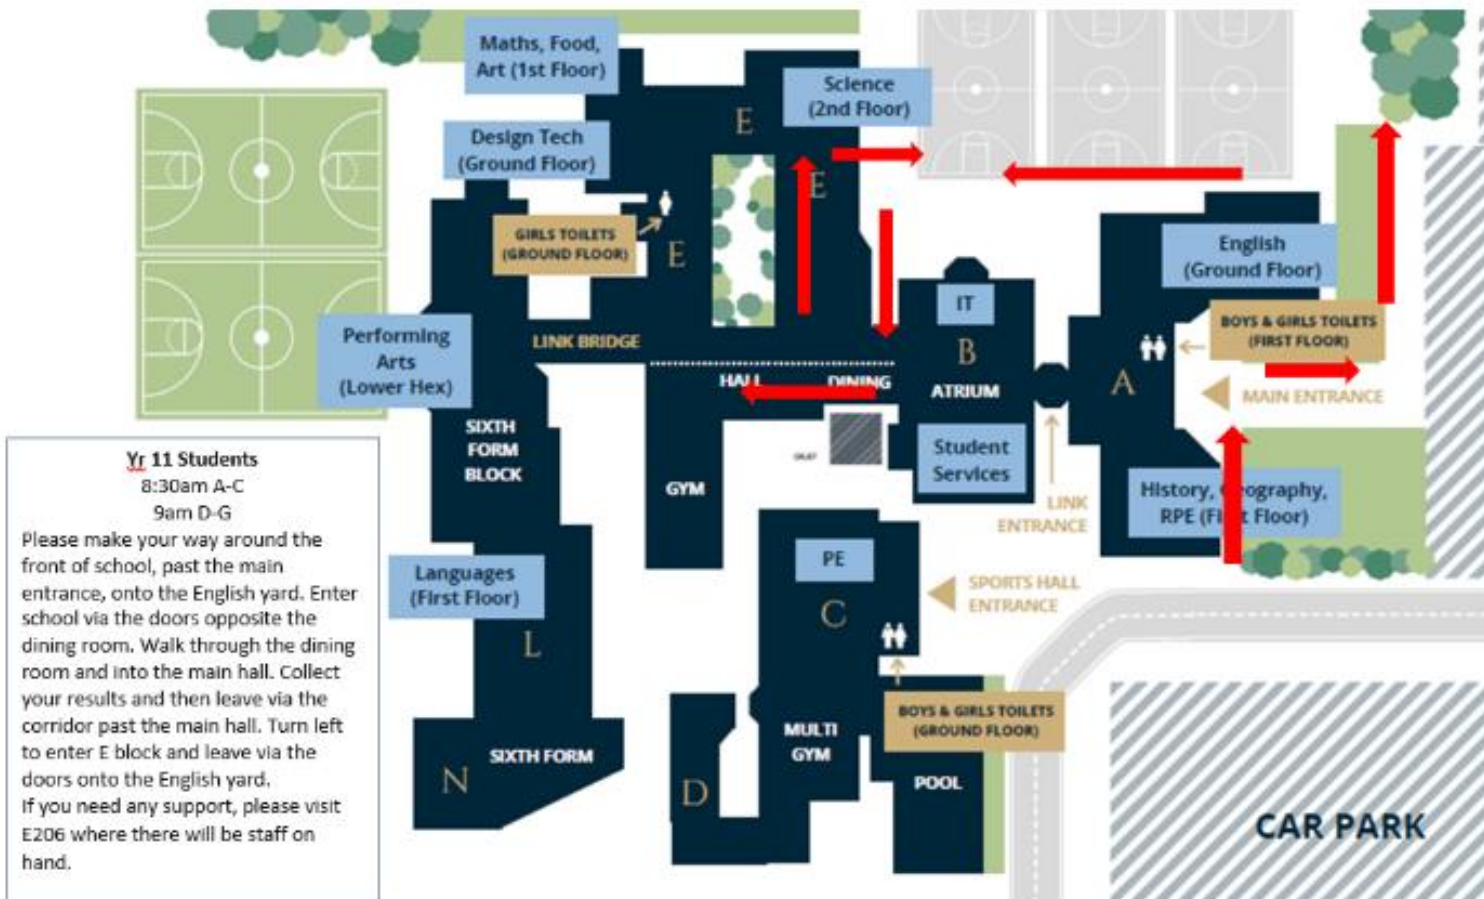 Maths, Food,
Art (1st Floor)
Science
(2nd Floor)
E
Design Tech
(Ground Floor)
E
GIRLS TOILETS
(GROUND FLOOR)
E
English
(Ground Floor)
IT
BOYS & GIRLS TOILETS
(FIRST FLOOR)
Performing
Arts
(Lower Hex)
LINK BRIDGE
B
HALL
DINING
ATRIUM
A
MAIN ENTRANCE
SIXTH
FORM
BLOCK
GYM
Student
Services
LINK
ENTRANCE
History, Geography,
RPE (First Floor)
Yr 11 Students
8:30am A-C
9am D-G
Please make your way around the
front of school, past the main
entrance, onto the English yard. Enter
school via the doors opposite the
dining room. Walk through the dining
room and into the main hall. Collect
your results and then leave via the
corridor past the main hall. Turn left
to enter E block and leave via the
doors onto the English yard.
If you need any support, please visit
E206 where there will be staff on
hand.
Languages
(First Floor)
L
PE
C
SPORTS HALL
ENTRANCE
BOYS & GIRLS TOILETS
(GROUND FLOOR)
N
SIXTH FORM
D
MULTI
GYM
POOL
CAR PARK